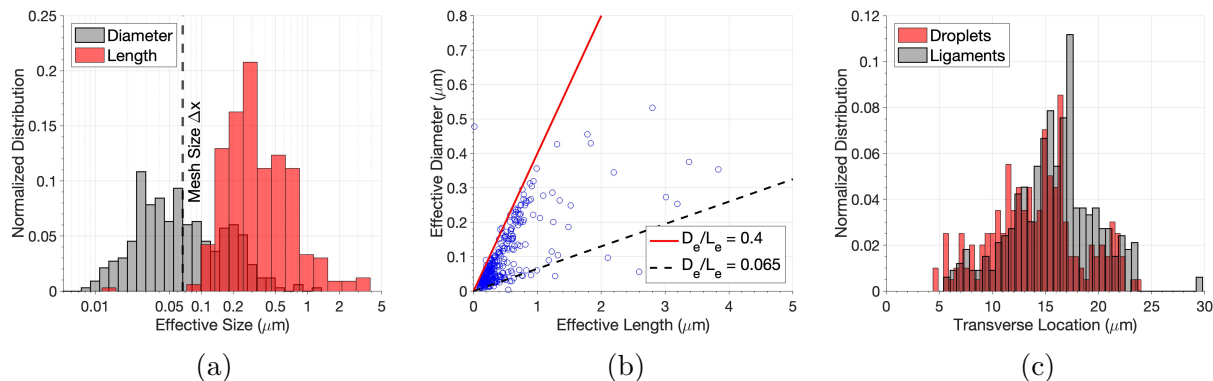 0.25
0.2
0.15
0.1
0.05
0
Normalized Distribution
Diameter
Length
Mesh Size Δx
0.01 0.05 0.1 0.2 0.5 1 2 5
Effective Size (μm)
(a)
0.8
0.7
0.6
0.5
0.4
0.3
0.2
0.1
0
Effective Diameter (μm)
D_e/L_e = 0.4
D_e/L_e = 0.065
0 1 2 3 4 5
Effective Length (μm)
(b)
0.12
0.1
0.08
0.06
0.04
0.02
0
Normalized Distribution
Droplets
Ligaments
0 5 10 15 20 25 30
Transverse Location (μm)
(c)